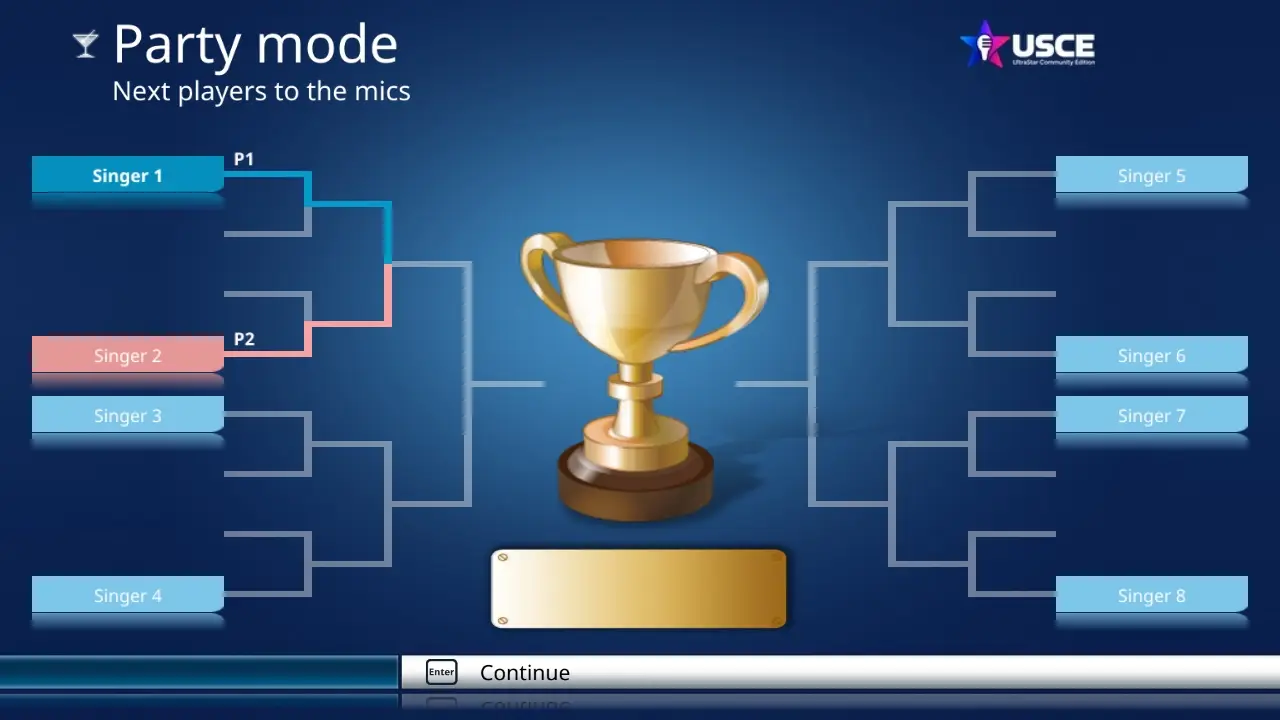 Party mode
Next players to the mics
USCE
UltraStar Community Edition
P1
Singer 1
P2
Singer 2
Singer 3
Singer 4
Singer 5
Singer 6
Singer 7
Singer 8
Enter
Continue